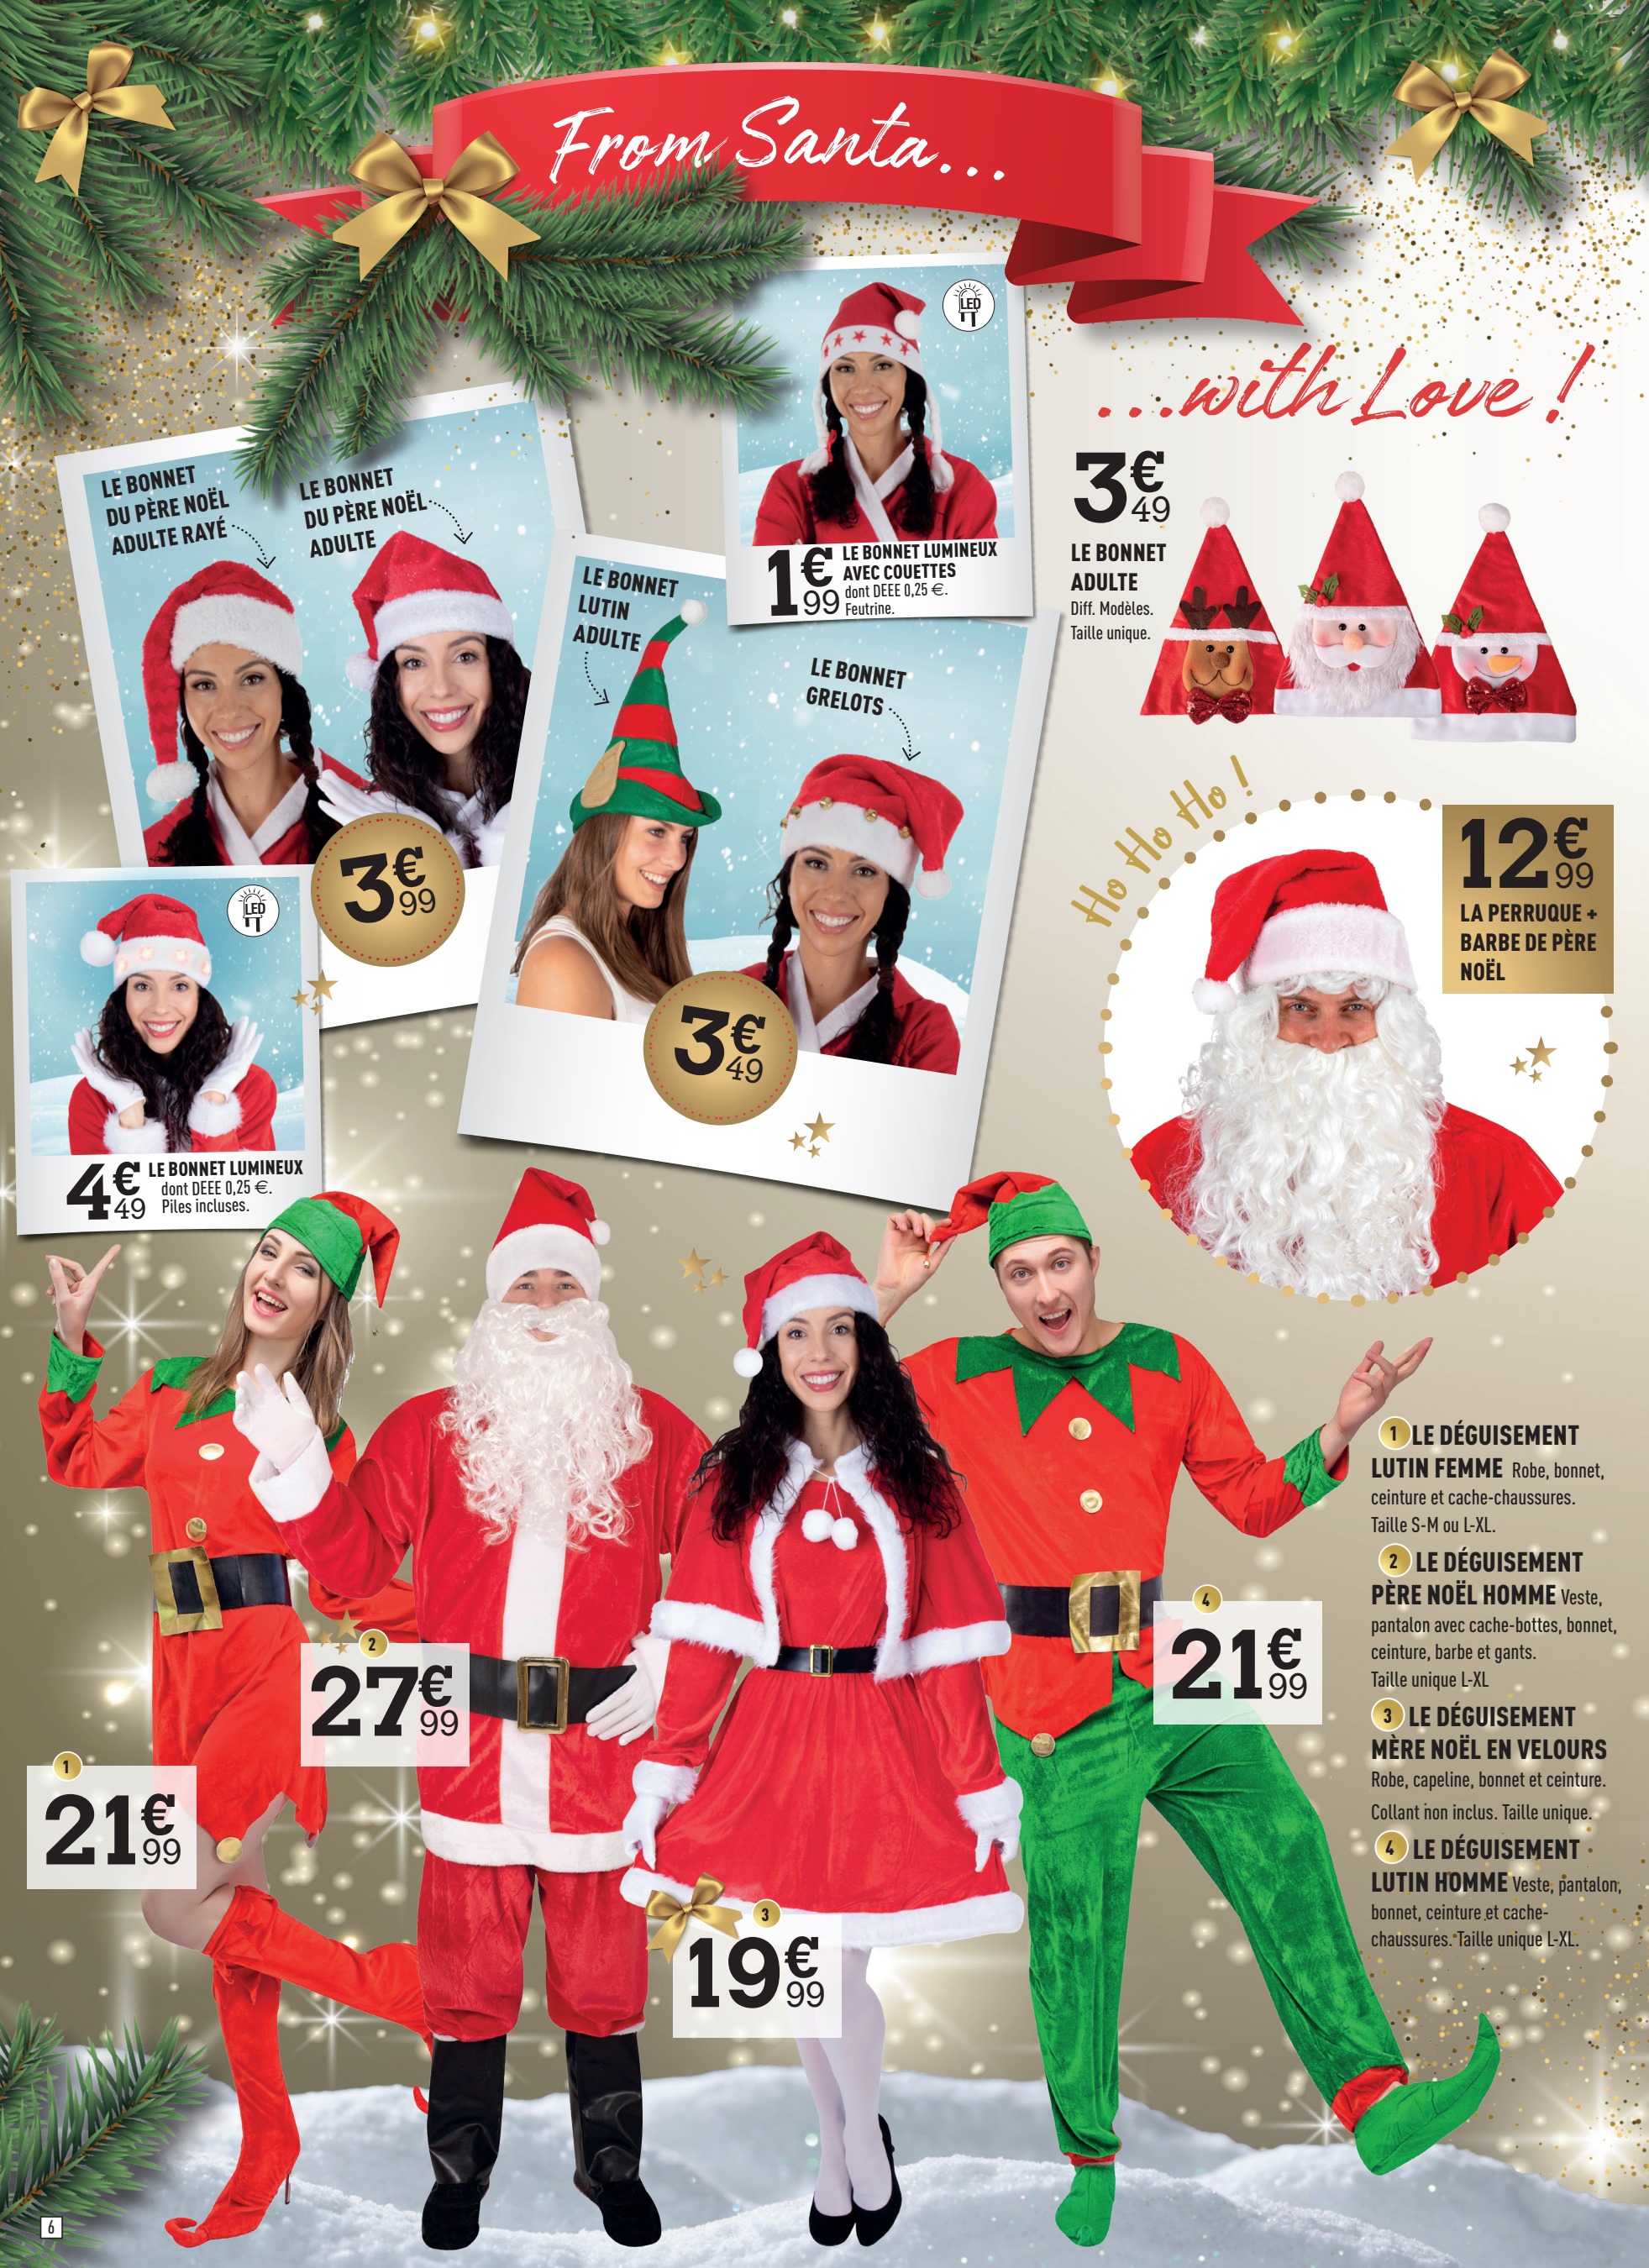 From Santa...
...with Love !
LED
1€99
LE BONNET LUMINEUX
AVEC COUETTES
dont DEEE 0,25 €.
Feutrine.
LE BONNET
DU PÈRE NOËL
ADULTE RAYÉ
LE BONNET
DU PÈRE NOËL
ADULTE
3€99
LE BONNET
LUTIN
ADULTE
LE BONNET
GRELOTS
3€49
3€49
LE BONNET
ADULTE
Diff. Modèles.
Taille unique.
Ho Ho Ho !
12€99
LA PERRUQUE +
BARBE DE PÈRE
NOËL
LED
4€49
LE BONNET LUMINEUX
dont DEEE 0,25 €.
Piles incluses.
1
21€99
2
27€99
3
19€99
4
21€99
1 LE DÉGUISEMENT
LUTIN FEMME Robe, bonnet,
ceinture et cache-chaussures.
Taille S-M ou L-XL.
2 LE DÉGUISEMENT
PÈRE NOËL HOMME Veste,
pantalon avec cache-bottes, bonnet,
ceinture, barbe et gants.
Taille unique L-XL
3 LE DÉGUISEMENT
MÈRE NOËL EN VELOURS
Robe, capeline, bonnet et ceinture.
Collant non inclus. Taille unique.
4 LE DÉGUISEMENT
LUTIN HOMME Veste, pantalon,
bonnet, ceinture et cache-
chaussures. Taille unique L-XL.
6